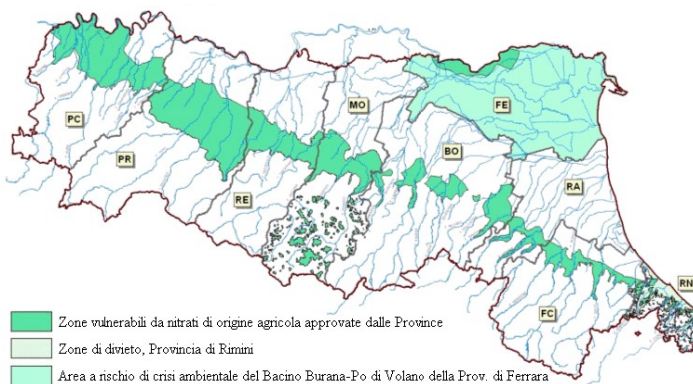 MO
FE
PC
BO
PR
RE
RA
RN
FC
Zone vulnerabili da nitrati di origine agricola approvate dalle Province
Zone di divieto, Provincia di Rimini
Area a rischio di crisi ambientale del Bacino Burana-Po di Volano della Prov. di Ferrara